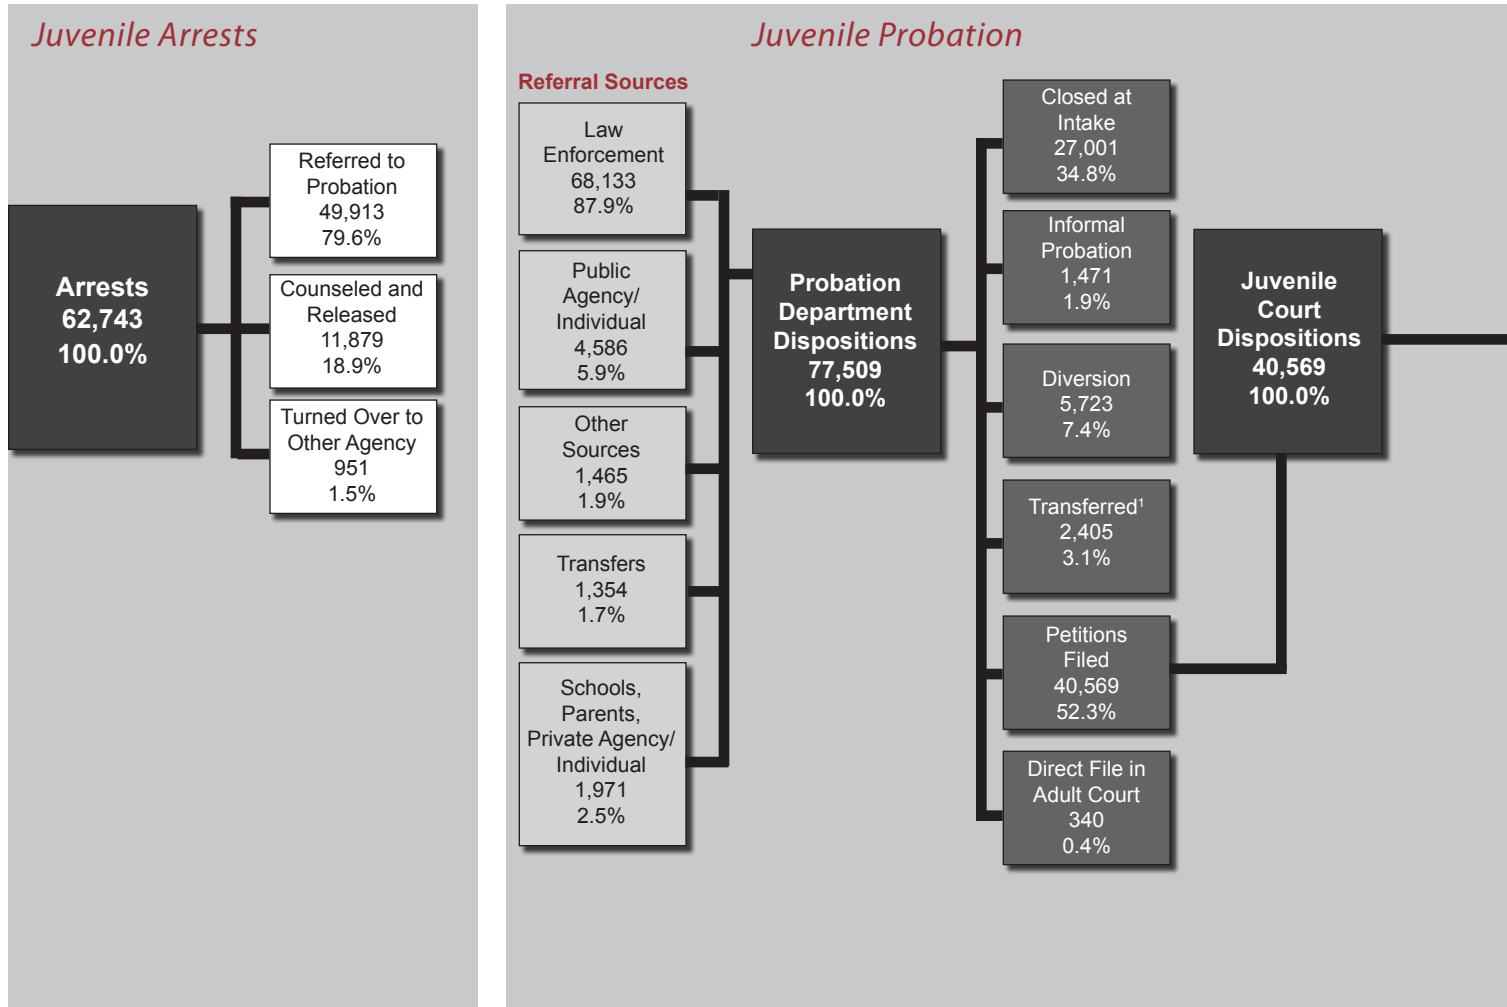 Juvenile Arrests
Arrests
62,743
100.0%
Referred to
Probation
49,913
79.6%
Counseled and
Released
11,879
18.9%
Turned Over to
Other Agency
951
1.5%
Juvenile Probation
Referral Sources
Law
Enforcement
68,133
87.9%
Public
Agency/
Individual
4,586
5.9%
Other
Sources
1,465
1.9%
Transfers
1,354
1.7%
Schools,
Parents,
Private Agency/
Individual
1,971
2.5%
Probation
Department
Dispositions
77,509
100.0%
Closed at
Intake
27,001
34.8%
Informal
Probation
1,471
1.9%
Diversion
5,723
7.4%
Transferred¹
2,405
3.1%
Petitions
Filed
40,569
52.3%
Direct File in
Adult Court
340
0.4%
Juvenile
Court
Dispositions
40,569
100.0%